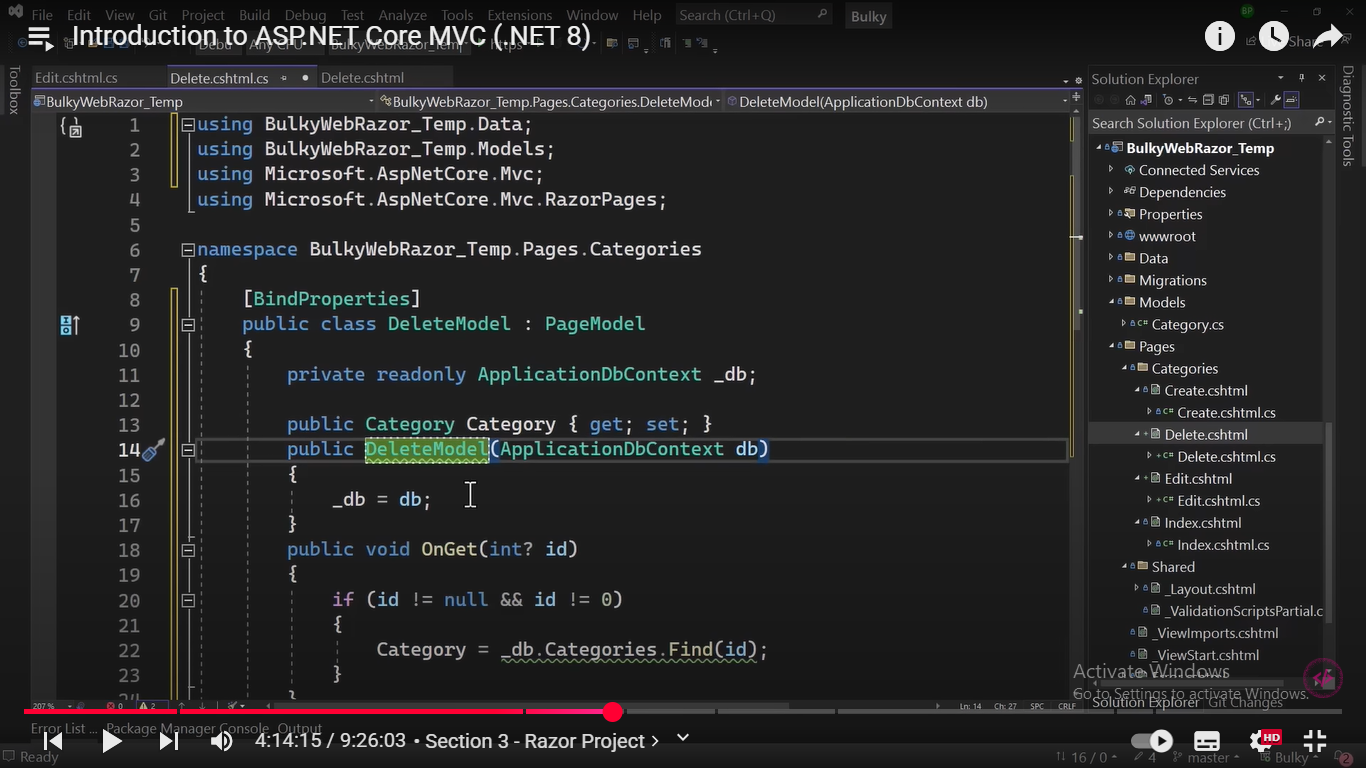 File Edit View Git Project Build Debug Test Analyze Tools Extensions Window Help Search (Ctrl+Q) Bulky
Introduction to ASP.NET Core MVC (.NET 8)
Share
Edit.cshtml.cs Delete.cshtml.cs Delete.cshtml
Toolbox
BulkyWebRazor_Temp BulkyWebRazor_Temp.Pages.Categories.DeleteMode DeleteModel(ApplicationDbContext db)
1 using BulkyWebRazor_Temp.Data;
2 using BulkyWebRazor_Temp.Models;
3 using Microsoft.AspNetCore.Mvc;
4 using Microsoft.AspNetCore.Mvc.RazorPages;
5
6 namespace BulkyWebRazor_Temp.Pages.Categories
7 {
8 [BindProperties]
9 public class DeleteModel : PageModel
10 {
11 private readonly ApplicationDbContext _db;
12
13 public Category Category { get; set; }
14 public DeleteModel(ApplicationDbContext db)
15 {
16 _db = db;
17 }
18 public void OnGet(int? id)
19 {
20 if (id != null && id != 0)
21 {
22 Category = _db.Categories.Find(id);
23 }
24 }
207 % 0 2 Ln: 14 Ch: 27 SPC CRLF
Solution Explorer
Search Solution Explorer (Ctrl+;)
BulkyWebRazor_Temp
Connected Services
Dependencies
Properties
wwwroot
Data
Migrations
Models
Category.cs
Pages
Categories
Create.cshtml
Create.cshtml.cs
Delete.cshtml
Delete.cshtml.cs
Edit.cshtml
Edit.cshtml.cs
Index.cshtml
Index.cshtml.cs
Shared
_Layout.cshtml
_ValidationScriptsPartial.c
_ViewImports.cshtml
_ViewStart.cshtml
Diagnostic Tools
Activate Windows
Go to Settings to activate Windows.
Solution Explorer Git Changes
Error List ... Package Manager Console Output
4:14:15 / 9:26:03 • Section 3 - Razor Project
HD
Ready 16 / 0 4 master Bulky 2